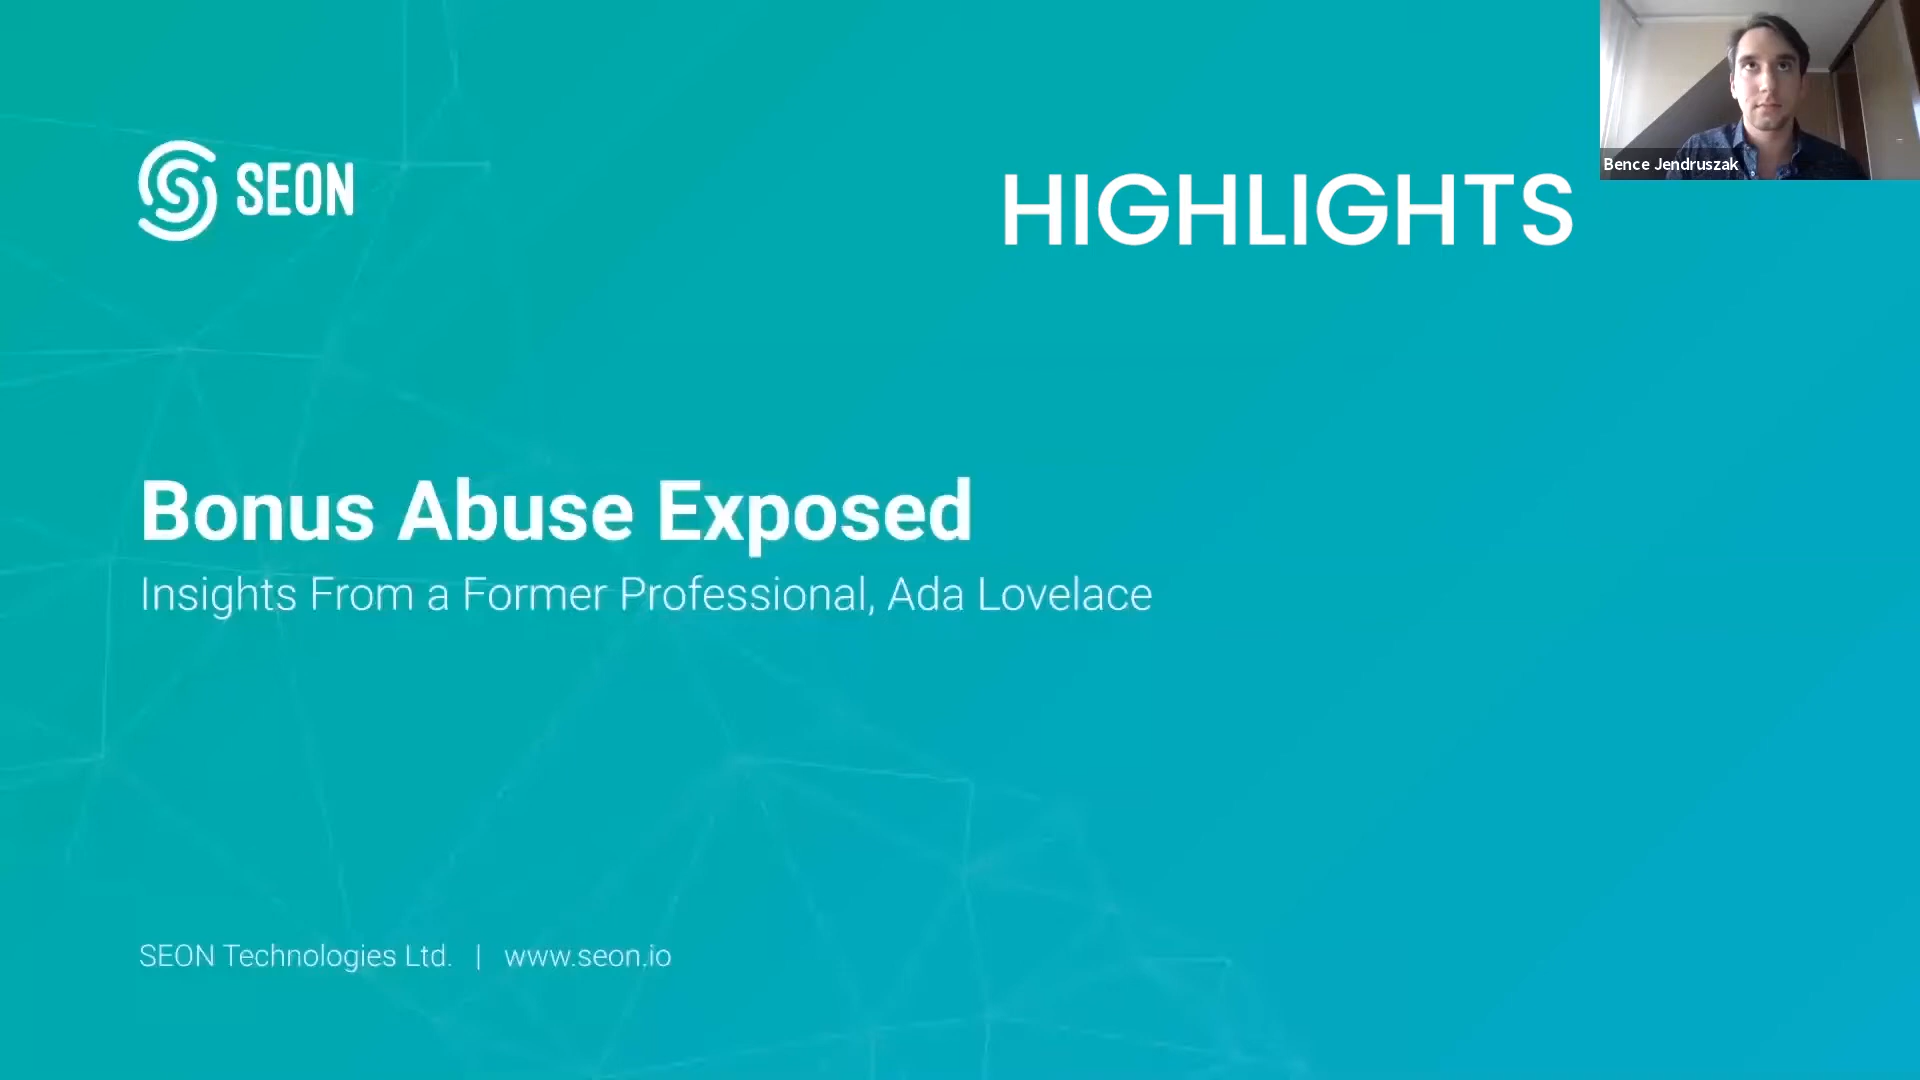 SEON
HIGHLIGHTS
Bence Jendruszak
Bonus Abuse Exposed
Insights From a Former Professional, Ada Lovelace
SEON Technologies Ltd. | www.seon.io